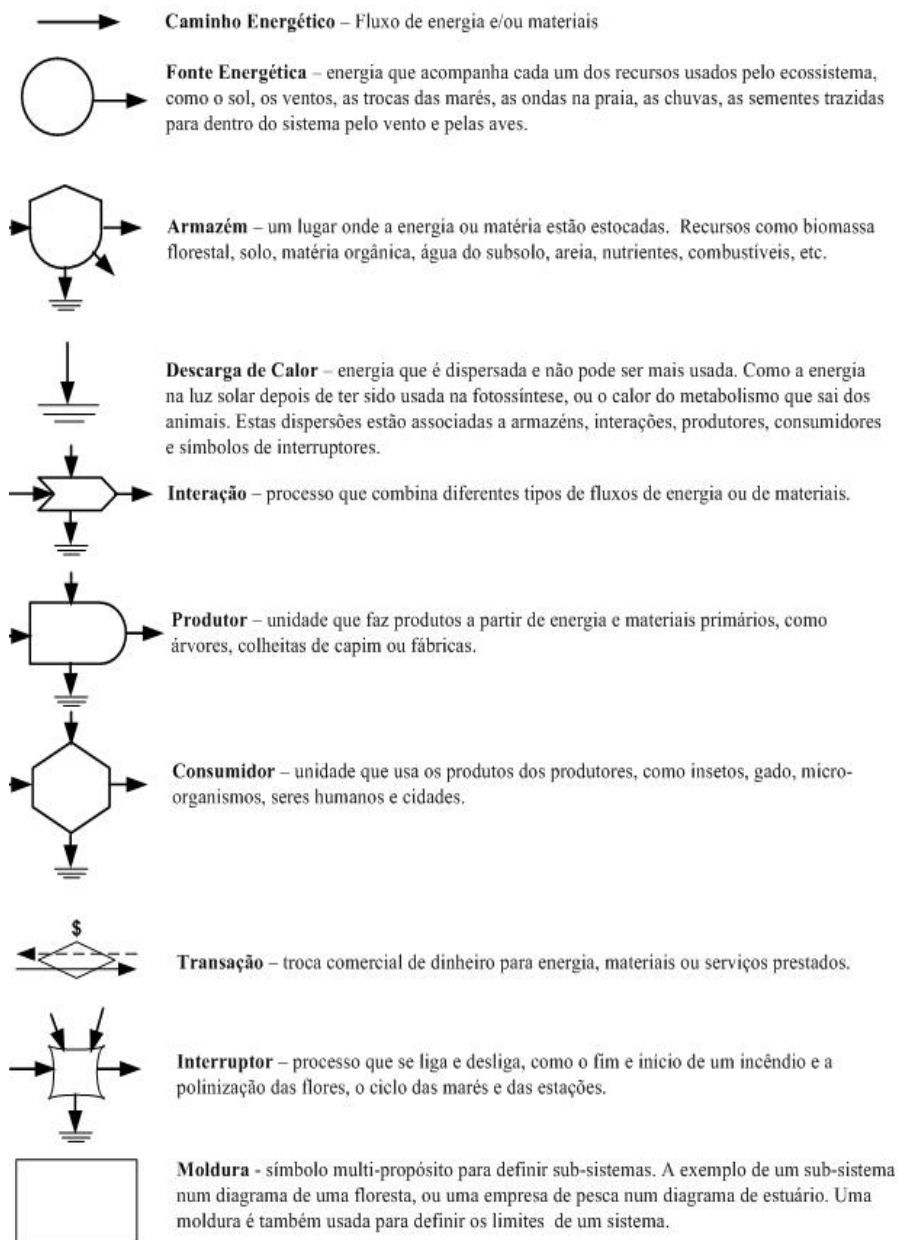 Caminho Energético – Fluxo de energia e/ou materiais
Fonte Energética – energia que acompanha cada um dos recursos usados pelo ecossistema,
como o sol, os ventos, as trocas das marés, as ondas na praia, as chuvas, as sementes trazidas
para dentro do sistema pelo vento e pelas aves.
Armazém – um lugar onde a energia ou matéria estão estocadas. Recursos como biomassa
florestal, solo, matéria orgânica, água do subsolo, areia, nutrientes, combustíveis, etc.
Descarga de Calor – energia que é dispersada e não pode ser mais usada. Como a energia
na luz solar depois de ter sido usada na fotossíntese, ou o calor do metabolismo que sai dos
animais. Estas dispersões estão associadas a armazéns, interações, produtores, consumidores
e símbolos de interruptores.
Interação – processo que combina diferentes tipos de fluxos de energia ou de materiais.
Produtor – unidade que faz produtos a partir de energia e materiais primários, como
árvores, colheitas de capim ou fábricas.
Consumidor – unidade que usa os produtos dos produtores, como insetos, gado, micro-
organismos, seres humanos e cidades.
$
Transação – troca comercial de dinheiro para energia, materiais ou serviços prestados.
Interruptor – processo que se liga e desliga, como o fim e inicio de um incêndio e a
polinização das flores, o ciclo das marés e das estações.
Moldura - símbolo multi-propósito para definir sub-sistemas. A exemplo de um sub-sistema
num diagrama de uma floresta, ou uma empresa de pesca num diagrama de estuário. Uma
moldura é também usada para definir os limites de um sistema.